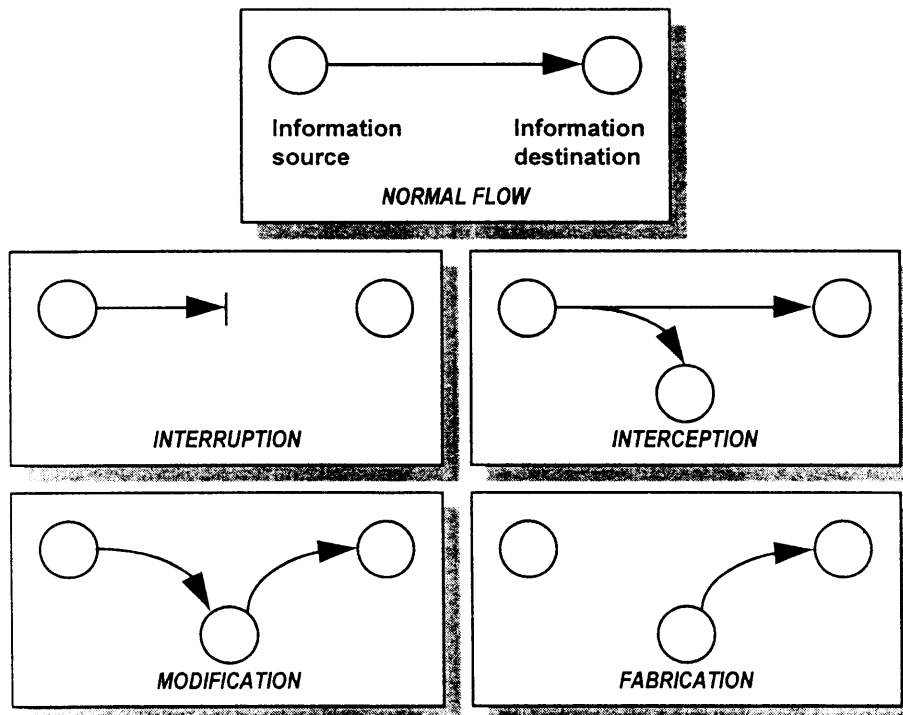 Information
source
Information
destination
NORMAL FLOW
INTERRUPTION
INTERCEPTION
MODIFICATION
FABRICATION